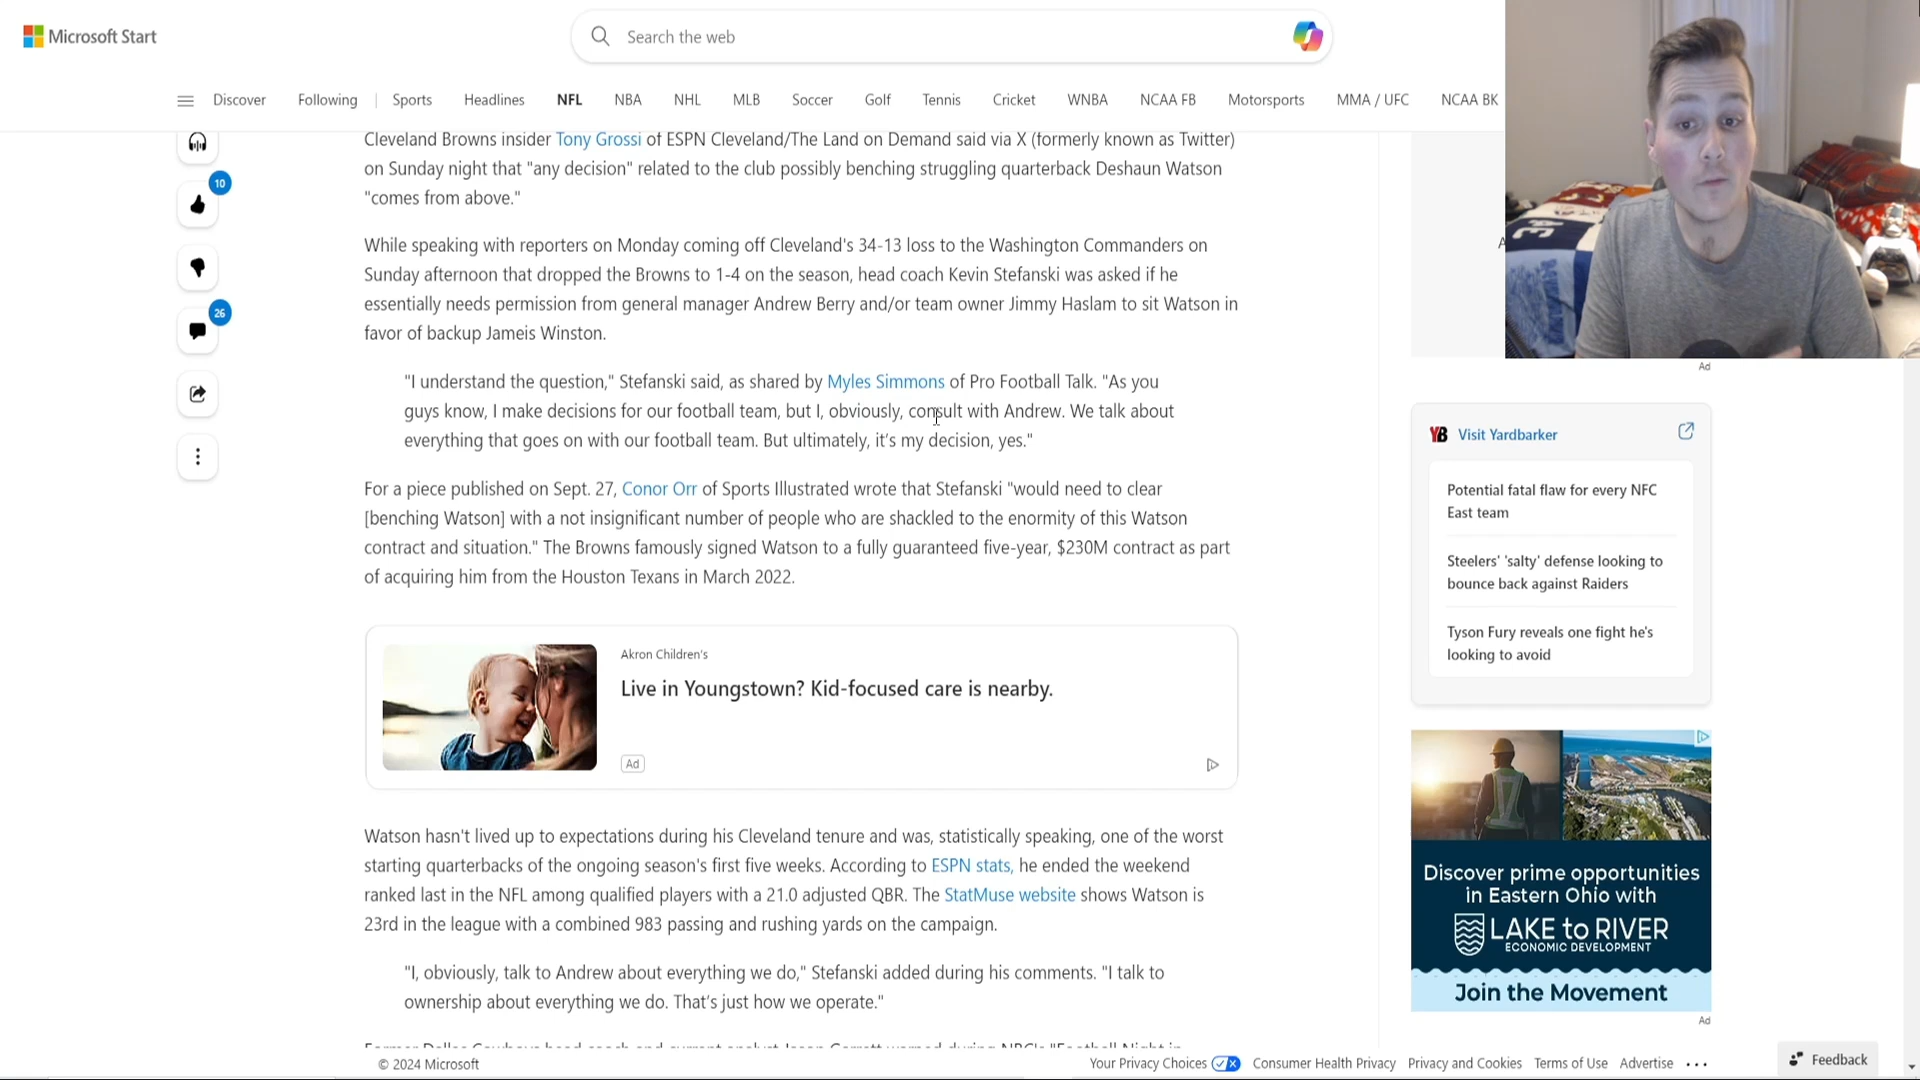 Microsoft Start
Search the web
Discover
Following
Sports
Headlines
NFL
NBA
NHL
MLB
Soccer
Golf
Tennis
Cricket
WNBA
NCAA FB
Motorsports
MMA / UFC
NCAA BK
Cleveland Browns insider Tony Grossi of ESPN Cleveland/The Land on Demand said via X (formerly known as Twitter)
on Sunday night that "any decision" related to the club possibly benching struggling quarterback Deshaun Watson
"comes from above."
10
While speaking with reporters on Monday coming off Cleveland's 34-13 loss to the Washington Commanders on
Sunday afternoon that dropped the Browns to 1-4 on the season, head coach Kevin Stefanski was asked if he
essentially needs permission from general manager Andrew Berry and/or team owner Jimmy Haslam to sit Watson in
favor of backup Jameis Winston.
26
"I understand the question," Stefanski said, as shared by Myles Simmons of Pro Football Talk. "As you
guys know, I make decisions for our football team, but I, obviously, consult with Andrew. We talk about
everything that goes on with our football team. But ultimately, it's my decision, yes."
For a piece published on Sept. 27, Conor Orr of Sports Illustrated wrote that Stefanski "would need to clear
[benching Watson] with a not insignificant number of people who are shackled to the enormity of this Watson
contract and situation." The Browns famously signed Watson to a fully guaranteed five-year, $230M contract as part
of acquiring him from the Houston Texans in March 2022.
Akron Children's
Live in Youngstown? Kid-focused care is nearby.
Ad
Watson hasn't lived up to expectations during his Cleveland tenure and was, statistically speaking, one of the worst
starting quarterbacks of the ongoing season's first five weeks. According to ESPN stats, he ended the weekend
ranked last in the NFL among qualified players with a 21.0 adjusted QBR. The StatMuse website shows Watson is
23rd in the league with a combined 983 passing and rushing yards on the campaign.
"I, obviously, talk to Andrew about everything we do," Stefanski added during his comments. "I talk to
ownership about everything we do. That's just how we operate."
Ad
YB Visit Yardbarker
Potential fatal flaw for every NFC
East team
Steelers' 'salty' defense looking to
bounce back against Raiders
Tyson Fury reveals one fight he's
looking to avoid
Discover prime opportunities
in Eastern Ohio with
LAKE to RIVER
ECONOMIC DEVELOPMENT
Join the Movement
Ad
© 2024 Microsoft
Your Privacy Choices
Consumer Health Privacy
Privacy and Cookies
Terms of Use
Advertise
Feedback